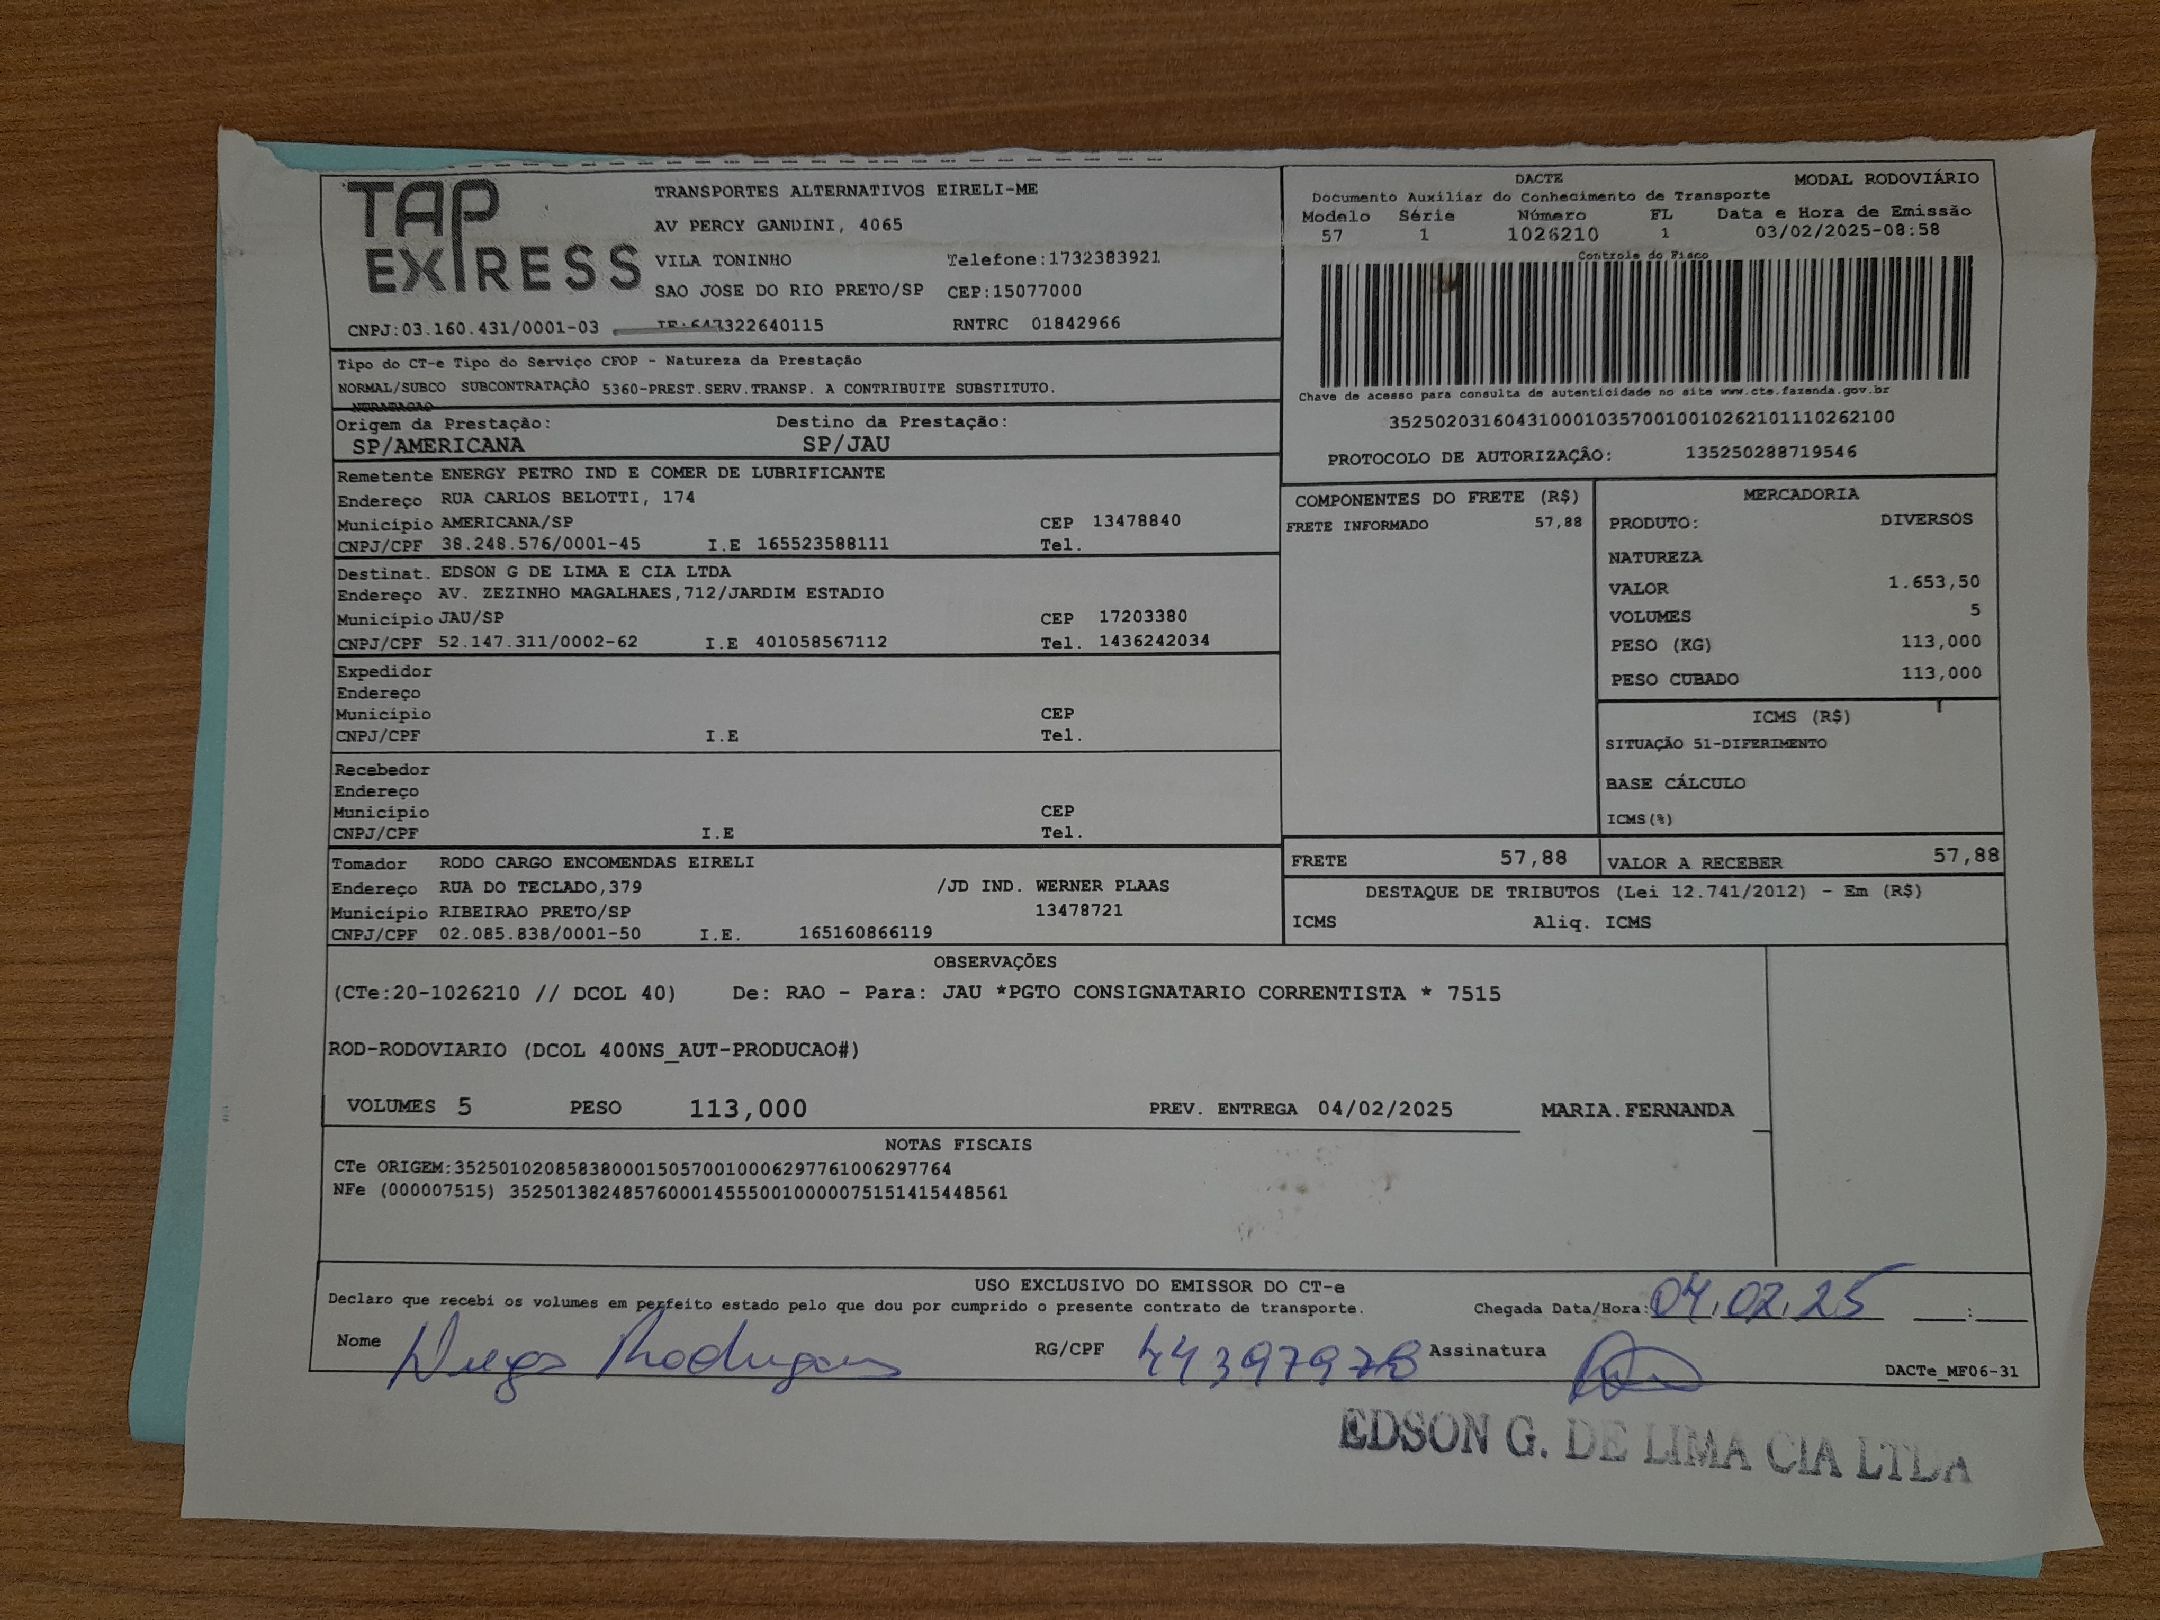 TAP EXPRESS
TRANSPORTES ALTERNATIVOS EIRELI-ME
AV PERCY GANDINI, 4065
VILA TONINHO Telefone:1732383921
SAO JOSE DO RIO PRETO/SP CEP:15077000
CNPJ:03.160.431/0001-03 IE:647322640115 RNTRC 01842966
DACTE MODAL RODOVIÁRIO
Documento Auxiliar do Conhecimento de Transporte
Modelo Série Número FL Data e Hora de Emissão
57 1 1026210 1 03/02/2025-08:58
Controle do Fisco
Chave de acesso para consulta de autenticidade no site www.cte.fazenda.gov.br
35250203160431000103570010010262101110262100
PROTOCOLO DE AUTORIZAÇÃO: 135250288719546
Tipo do CT-e Tipo do Serviço CFOP - Natureza da Prestação
NORMAL/SUBCO SUBCONTRATAÇÃO 5360-PREST.SERV.TRANSP. A CONTRIBUITE SUBSTITUTO.
Origem da Prestação: Destino da Prestação:
SP/AMERICANA SP/JAU
Remetente ENERGY PETRO IND E COMER DE LUBRIFICANTE
Endereço RUA CARLOS BELOTTI, 174
Município AMERICANA/SP CEP 13478840
CNPJ/CPF 38.248.576/0001-45 I.E 165523588111 Tel.
Destinat. EDSON G DE LIMA E CIA LTDA
Endereço AV. ZEZINHO MAGALHAES,712/JARDIM ESTADIO
Município JAU/SP CEP 17203380
CNPJ/CPF 52.147.311/0002-62 I.E 401058567112 Tel. 1436242034
Expedidor
Endereço
Município CEP
CNPJ/CPF I.E Tel.
Recebedor
Endereço
Município CEP
CNPJ/CPF I.E Tel.
Tomador RODO CARGO ENCOMENDAS EIRELI
Endereço RUA DO TECLADO,379 /JD IND. WERNER PLAAS
Município RIBEIRAO PRETO/SP 13478721
CNPJ/CPF 02.085.838/0001-50 I.E. 165160866119
COMPONENTES DO FRETE (R$)
FRETE INFORMADO 57,88
MERCADORIA
PRODUTO: DIVERSOS
NATUREZA
VALOR 1.653,50
VOLUMES 5
PESO (KG) 113,000
PESO CUBADO 113,000
ICMS (R$)
SITUAÇÃO 51-DIFERIMENTO
BASE CÁLCULO
ICMS(%)
FRETE 57,88 VALOR A RECEBER 57,88
DESTAQUE DE TRIBUTOS (Lei 12.741/2012) - Em (R$)
ICMS Aliq. ICMS
OBSERVAÇÕES
(CTe:20-1026210 // DCOL 40) De: RAO - Para: JAU *PGTO CONSIGNATARIO CORRENTISTA * 7515
ROD-RODOVIARIO (DCOL 400NS_AUT-PRODUCAO#)
VOLUMES 5 PESO 113,000 PREV. ENTREGA 04/02/2025 MARIA.FERNANDA
NOTAS FISCAIS
CTe ORIGEM:35250102085838000150570010006297761006297764
NFe (000007515) 35250138248576000145550010000075151415448561
USO EXCLUSIVO DO EMISSOR DO CT-e
Declaro que recebi os volumes em perfeito estado pelo que dou por cumprido o presente contrato de transporte. Chegada Data/Hora: 04.02.25 :
Nome Diego Rodrigues RG/CPF 44397978 Assinatura
DACTe_MF06-31
EDSON G. DE LIMA CIA LTDA